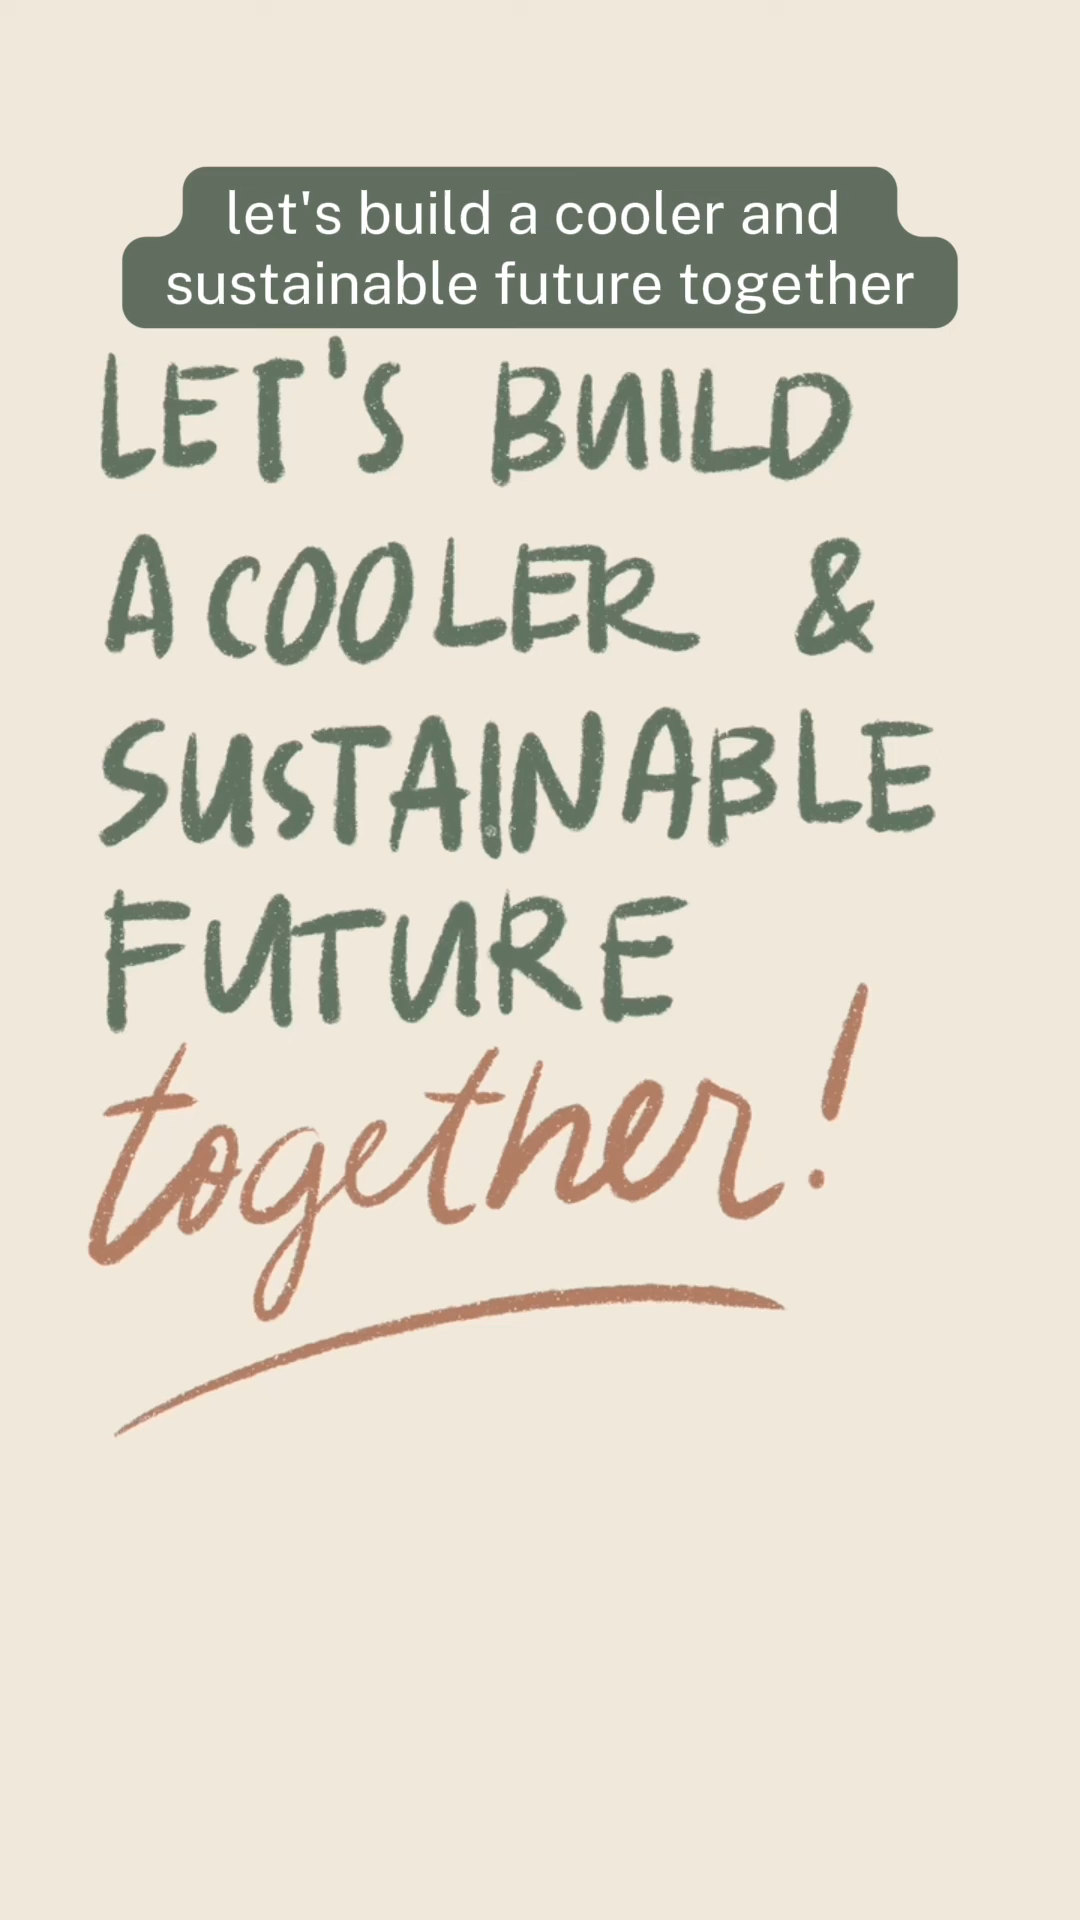 let's build a cooler and
sustainable future together
LET'S BUILD
A COOLER &
SUSTAINABLE
FUTURE
together!